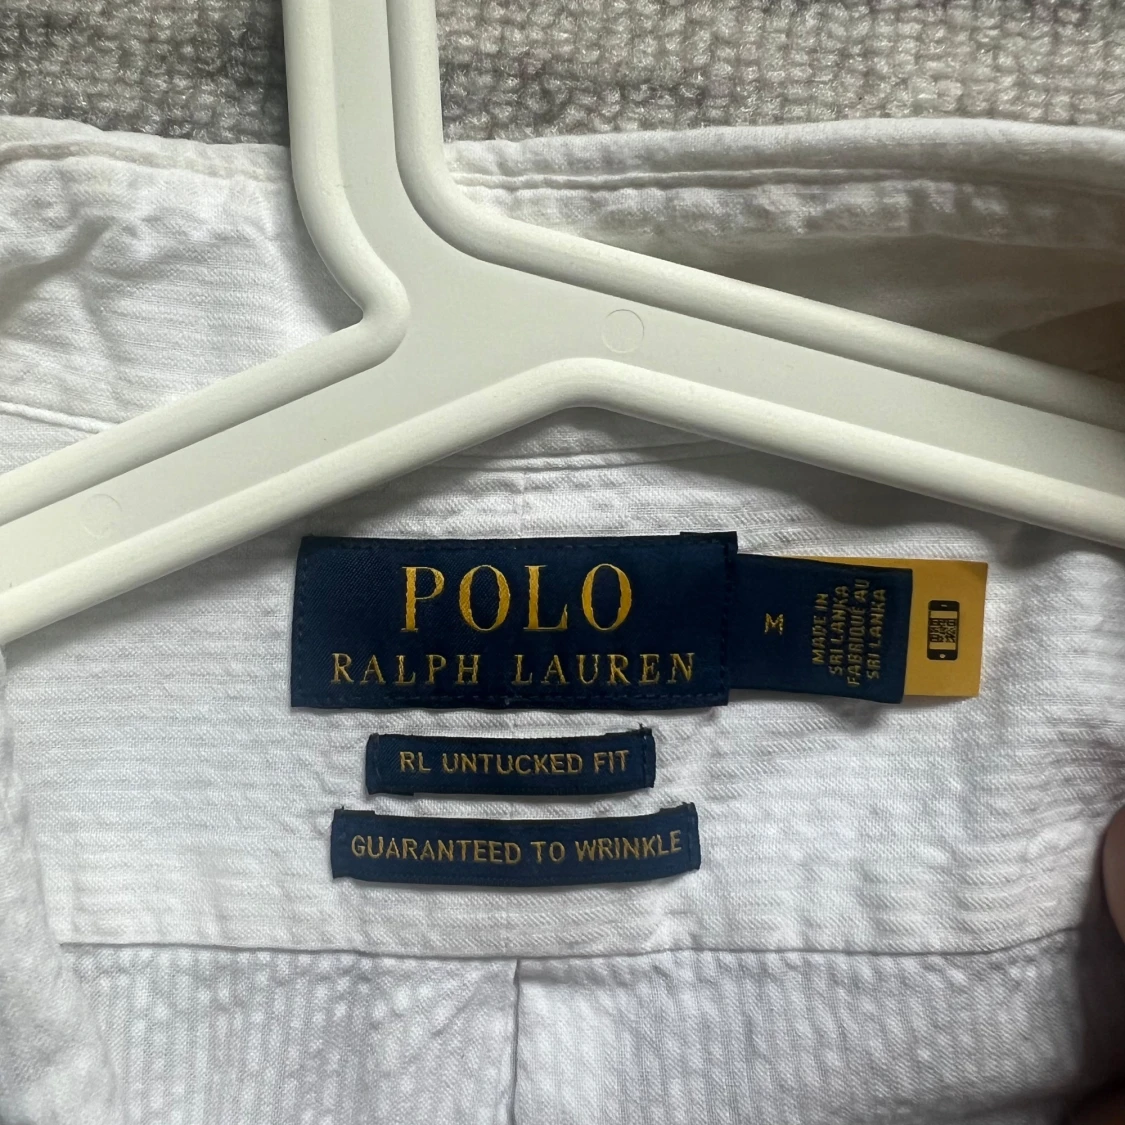 POLO
RALPH LAUREN
M
MADE IN
SRI LANKA
FABRIQUÉ AU
SRI LANKA
RL UNTUCKED FIT
GUARANTEED TO WRINKLE